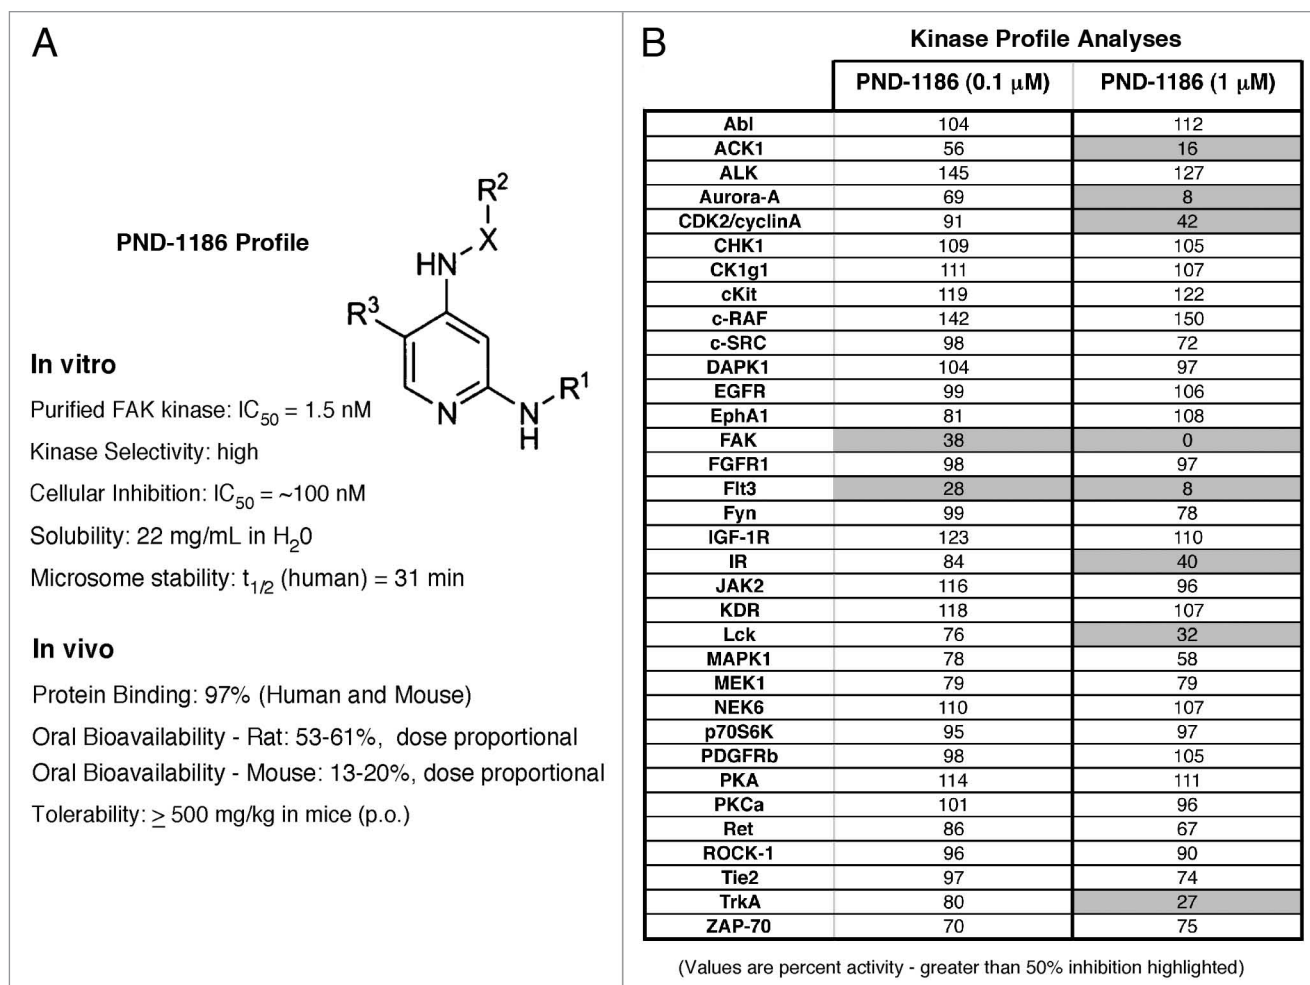 A
PND-1186 Profile
R²
X
HN
R³
R¹
N
N
H
In vitro
Purified FAK kinase: IC₅₀ = 1.5 nM
Kinase Selectivity: high
Cellular Inhibition: IC₅₀ = ~100 nM
Solubility: 22 mg/mL in H₂0
Microsome stability: t₁/₂ (human) = 31 min
In vivo
Protein Binding: 97% (Human and Mouse)
Oral Bioavailability - Rat: 53-61%, dose proportional
Oral Bioavailability - Mouse: 13-20%, dose proportional
Tolerability: ≥ 500 mg/kg in mice (p.o.)
B
Kinase Profile Analyses
PND-1186 (0.1 μM) PND-1186 (1 μM)
Abl 104 112
ACK1 56 16
ALK 145 127
Aurora-A 69 8
CDK2/cyclinA 91 42
CHK1 109 105
CK1g1 111 107
cKit 119 122
c-RAF 142 150
c-SRC 98 72
DAPK1 104 97
EGFR 99 106
EphA1 81 108
FAK 38 0
FGFR1 98 97
Flt3 28 8
Fyn 99 78
IGF-1R 123 110
IR 84 40
JAK2 116 96
KDR 118 107
Lck 76 32
MAPK1 78 58
MEK1 79 79
NEK6 110 107
p70S6K 95 97
PDGFRb 98 105
PKA 114 111
PKCa 101 96
Ret 86 67
ROCK-1 96 90
Tie2 97 74
TrkA 80 27
ZAP-70 70 75
(Values are percent activity - greater than 50% inhibition highlighted)